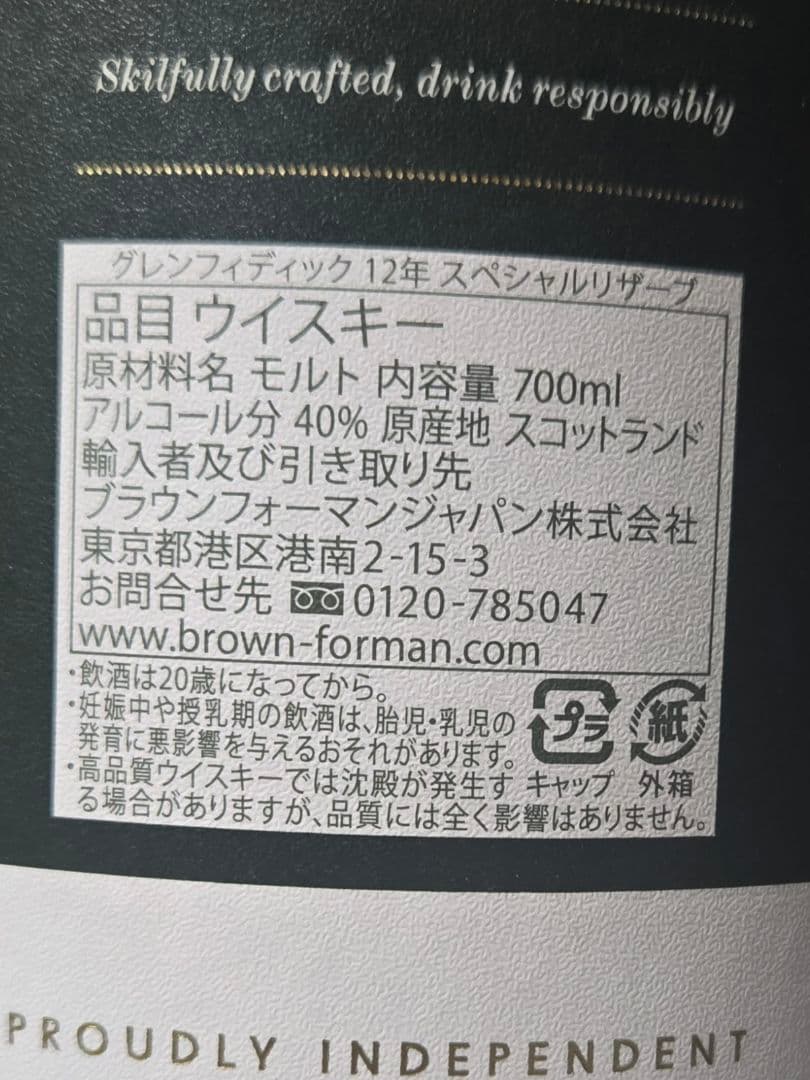 Skilfully crafted, drink responsibly
グレンフィディック 12年 スペシャルリザーブ
品目 ウイスキー
原材料名 モルト 内容量 700ml
アルコール分 40% 原産地 スコットランド
輸入者及び引き取り先
ブラウンフォーマンジャパン株式会社
東京都港区港南2-15-3
お問合せ先 0120-785047
www.brown-forman.com
・飲酒は20歳になってから。
・妊娠中や授乳期の飲酒は、胎児・乳児の
発育に悪影響を与えるおそれがあります。
プラ 紙
キャップ 外箱
・高品質ウイスキーでは沈殿が発生す
る場合がありますが、品質には全く影響はありません。
PROUDLY INDEPENDENT